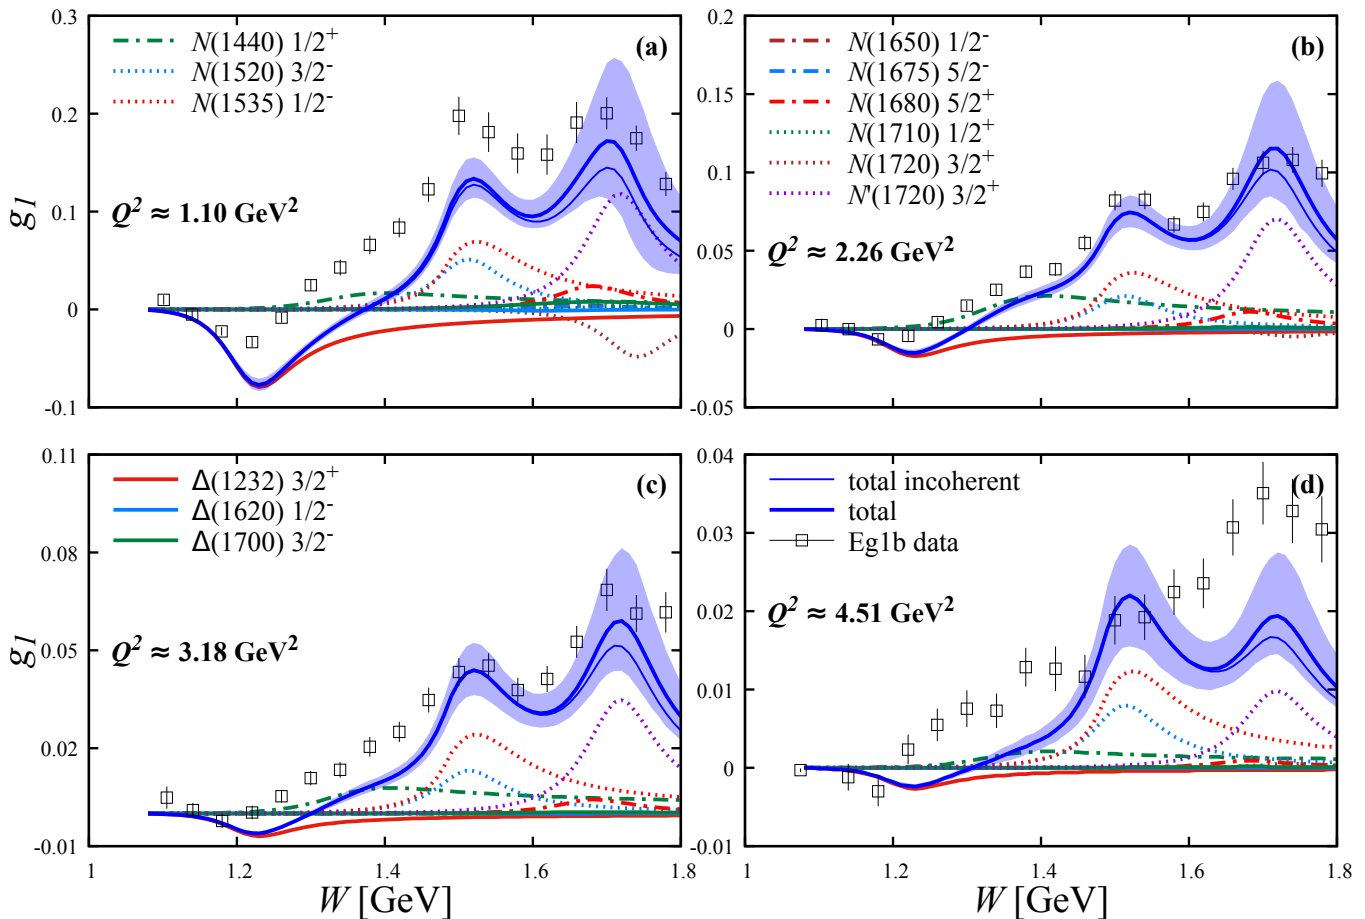 0.3
0.2
0.1
0
-0.1
g1
(a)
N(1440) 1/2+
N(1520) 3/2-
N(1535) 1/2-
Q2 ≈ 1.10 GeV2
0.2
0.15
0.1
0.05
0
-0.05
(b)
N(1650) 1/2-
N(1675) 5/2-
N(1680) 5/2+
N(1710) 1/2+
N(1720) 3/2+
N'(1720) 3/2+
Q2 ≈ 2.26 GeV2
0.11
0.08
0.05
0.02
-0.01
g1
(c)
Δ(1232) 3/2+
Δ(1620) 1/2-
Δ(1700) 3/2-
Q2 ≈ 3.18 GeV2
1
1.2
1.4
1.6
1.8
W [GeV]
0.04
0.03
0.02
0.01
0
-0.01
(d)
total incoherent
total
Eg1b data
Q2 ≈ 4.51 GeV2
1
1.2
1.4
1.6
1.8
W [GeV]